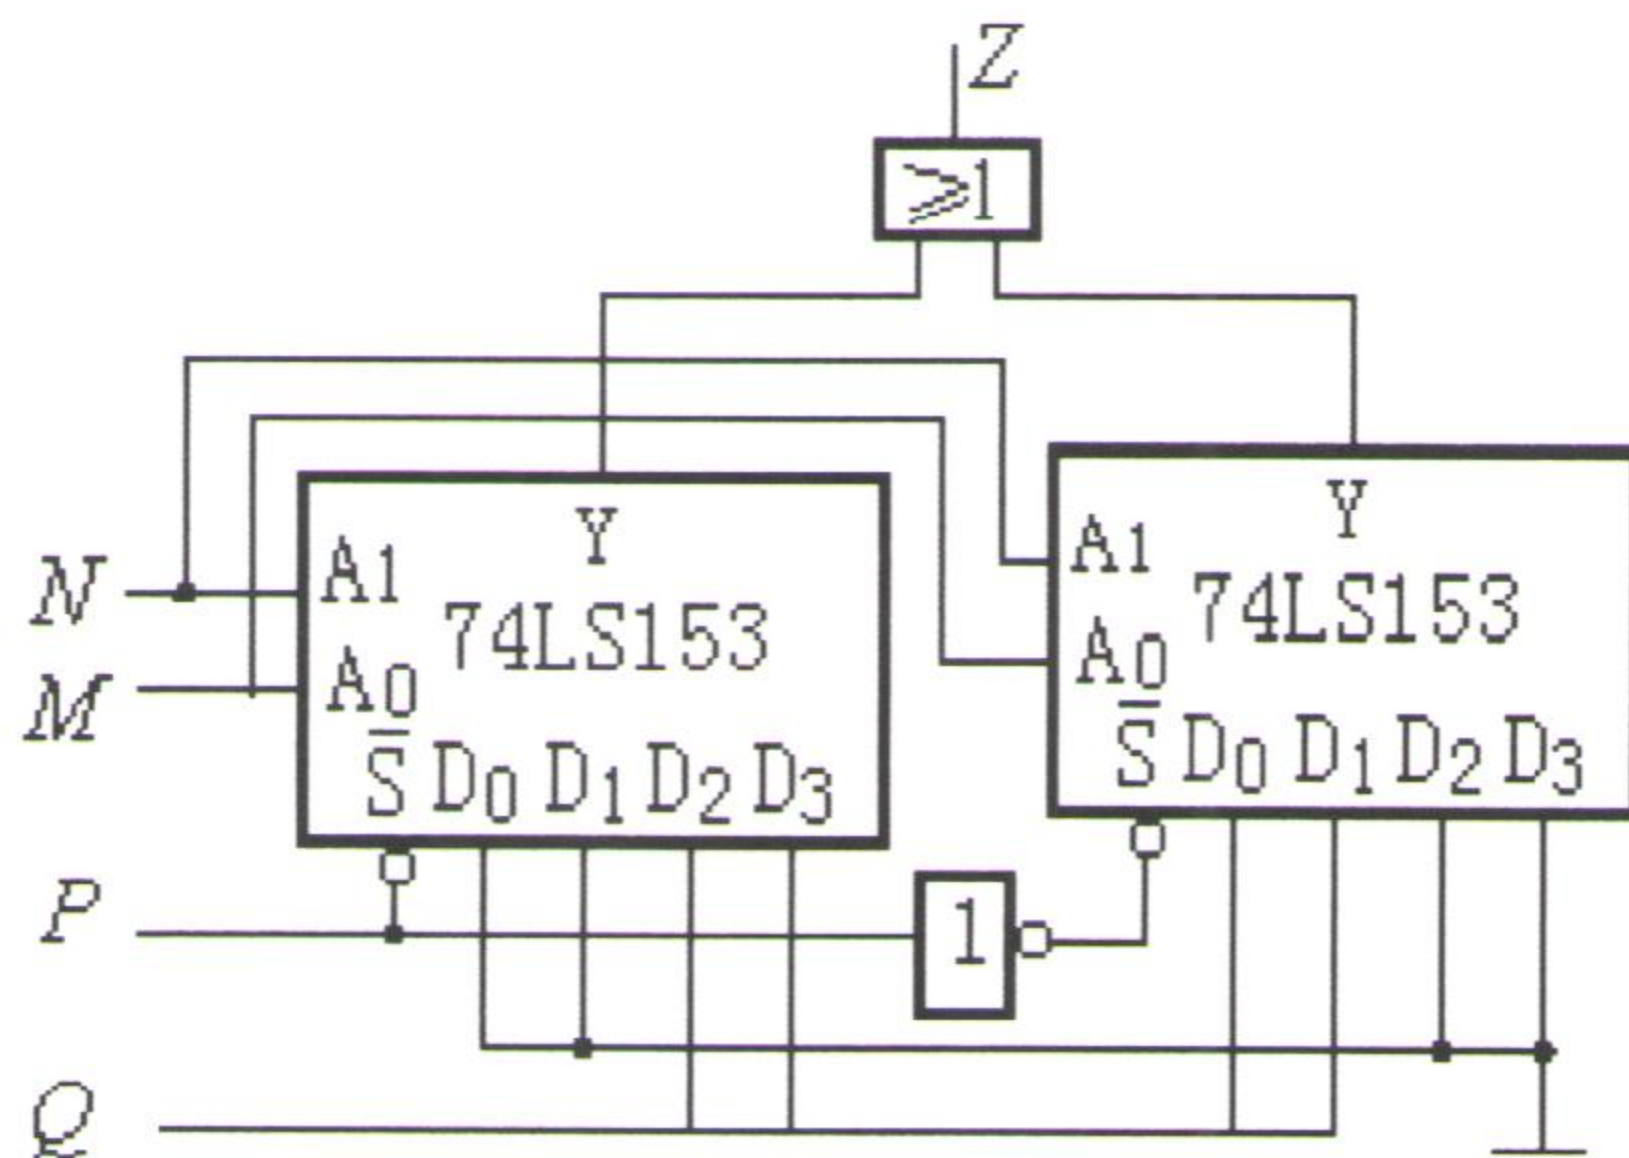 Z
≥1
Y
A1
74LS153
A0
S̅ D0 D1 D2 D3
Y
A1
74LS153
A0
S̅ D0 D1 D2 D3
N
M
P
1
Q